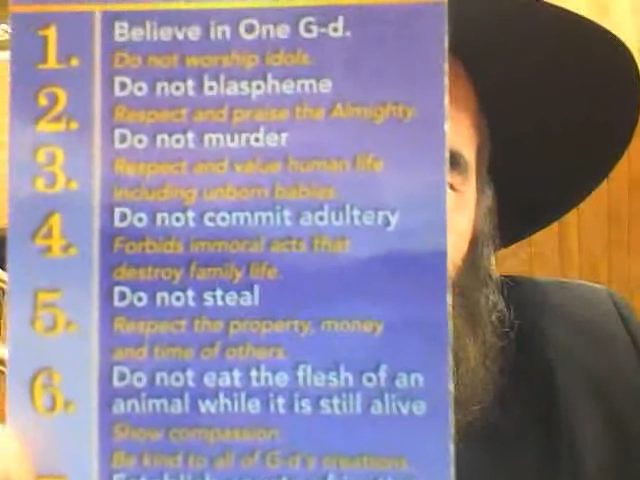 1. Believe in One G-d.
Do not worship idols.
2. Do not blaspheme
Respect and praise the Almighty.
3. Do not murder
Respect and value human life
including unborn babies.
4. Do not commit adultery
Forbids immoral acts that
destroy family life.
5. Do not steal
Respect the property, money
and time of others.
6. Do not eat the flesh of an
animal while it is still alive
Show compassion.
Be kind to all of G-d's creations.